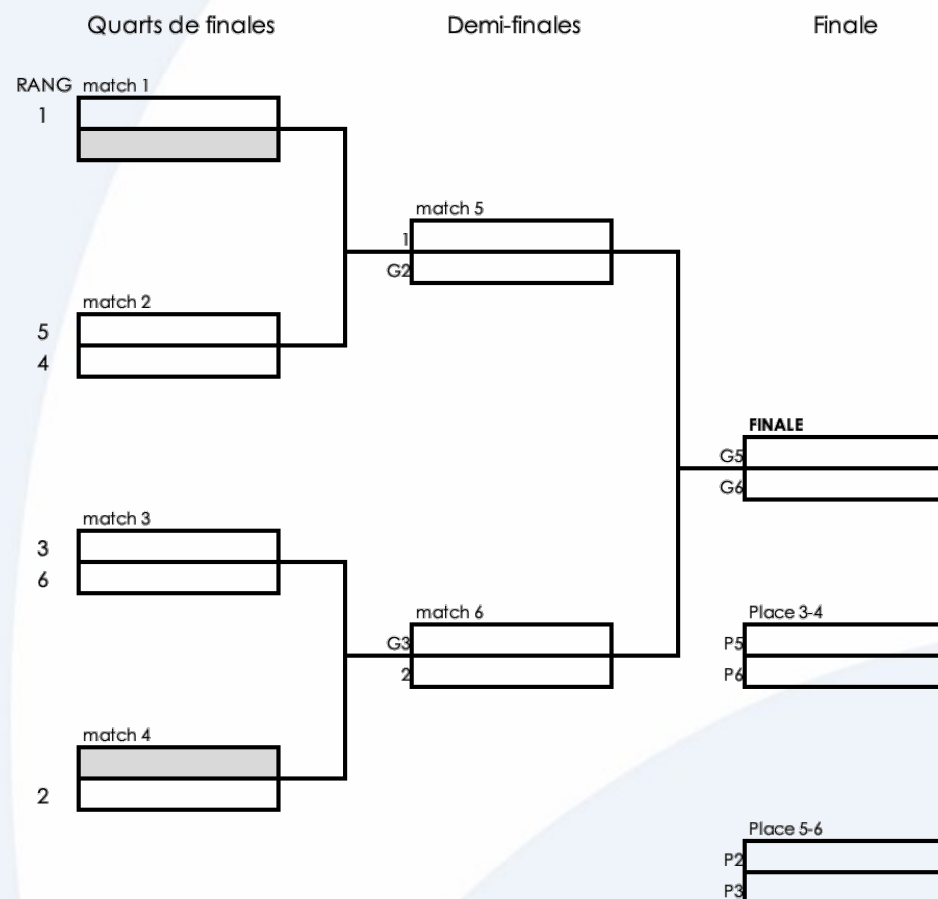 Quarts de finales
Demi-finales
Finale
RANG
match 1
1
match 5
1
G2
match 2
5
4
FINALE
G5
G6
match 3
3
6
match 6
G3
2
Place 3-4
P5
P6
match 4
2
Place 5-6
P2
P3